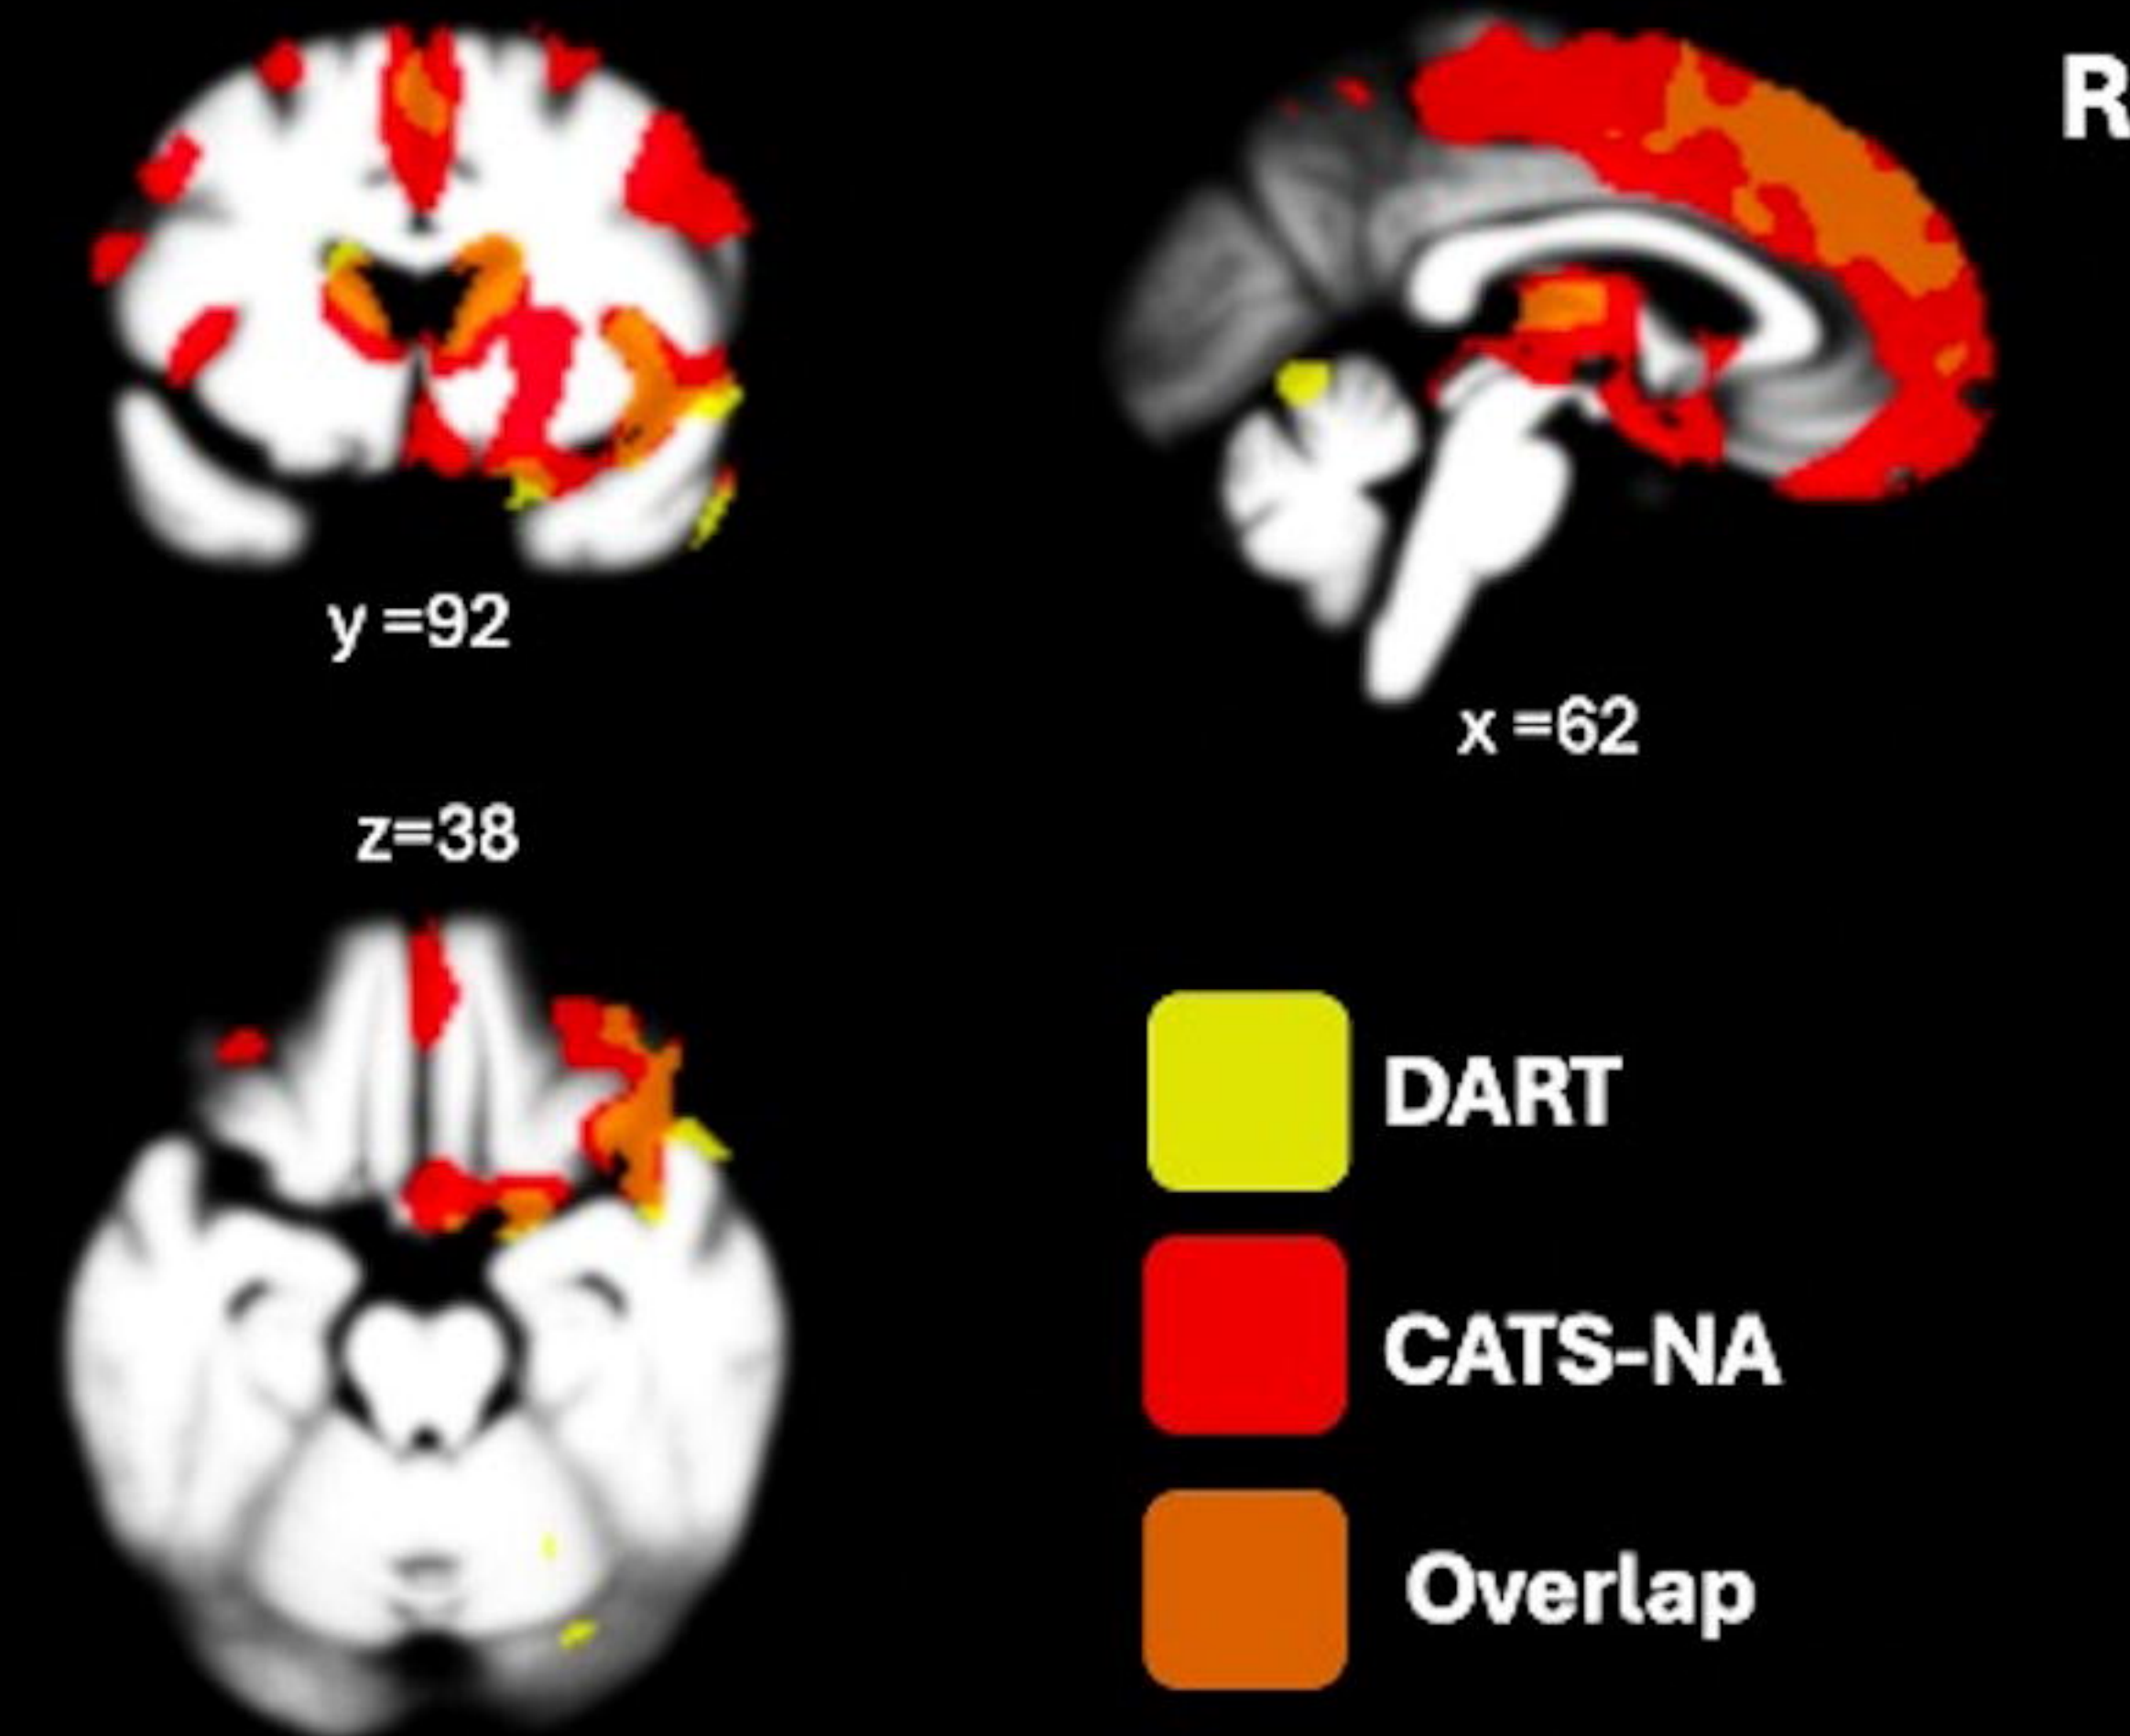 R
y =92
x =62
z=38
DART
CATS-NA
Overlap